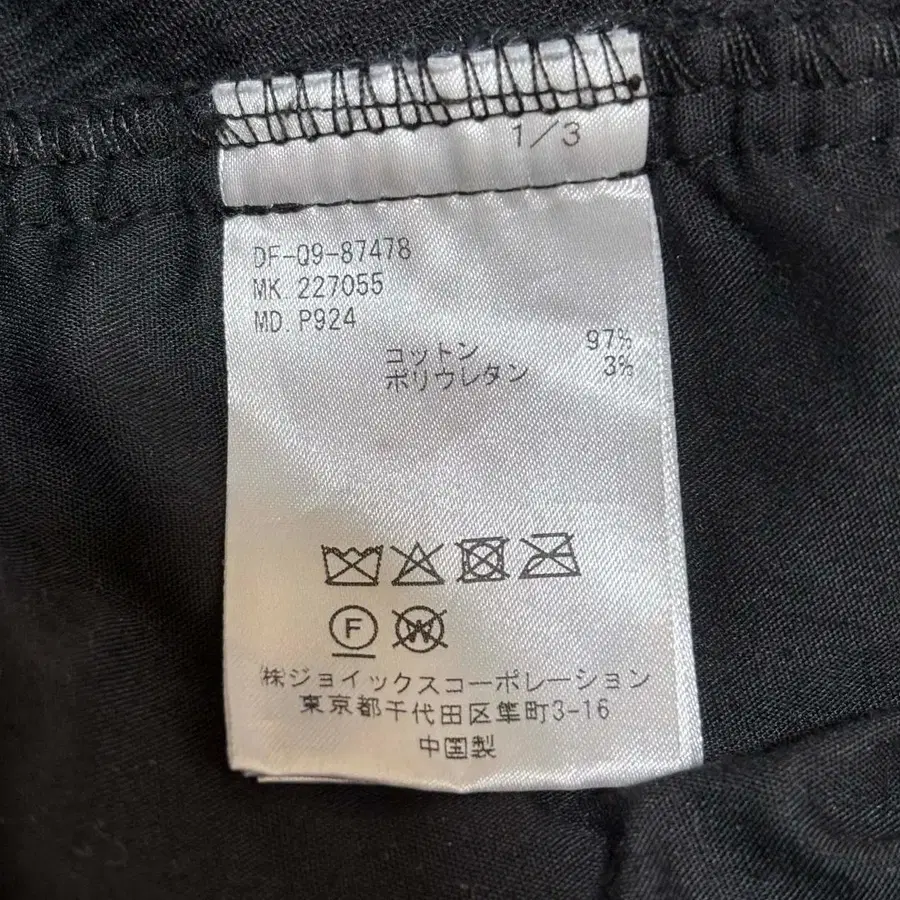 1/3
DF-Q9-87478
MK. 227055
MD. P924
コットン 97%
ポリウレタン 3%
F W
㈱ジョイックスコーポレーション
東京都千代田区隼町3-16
中国製